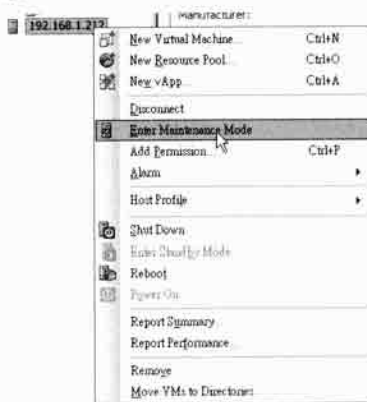 Manufacturer:
192.168.1.212
New Virtual Machine... Ctrl+N
New Resource Pool... Ctrl+O
New vApp... Ctrl+A
Disconnect
Enter Maintenance Mode
Add Permission... Ctrl+P
Alarm
Host Profile
Shut Down
Enter Standby Mode
Reboot
Power On
Report Summary...
Report Performance...
Remove
Move VMs to Directories